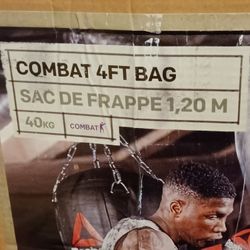 COMBAT 4FT BAG
SAC DE FRAPPE 1,20 M
40KG COMBAT